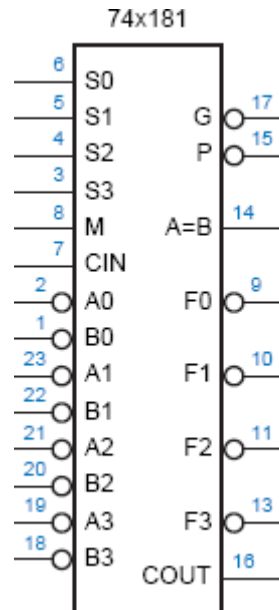 74x181
6 S0
5 S1 G 17
4 S2 P 15
3 S3
8 M A=B 14
7 CIN
2 A0 F0 9
1 B0
23 A1 F1 10
22 B1
21 A2 F2 11
20 B2
19 A3 F3 13
18 B3
COUT 16